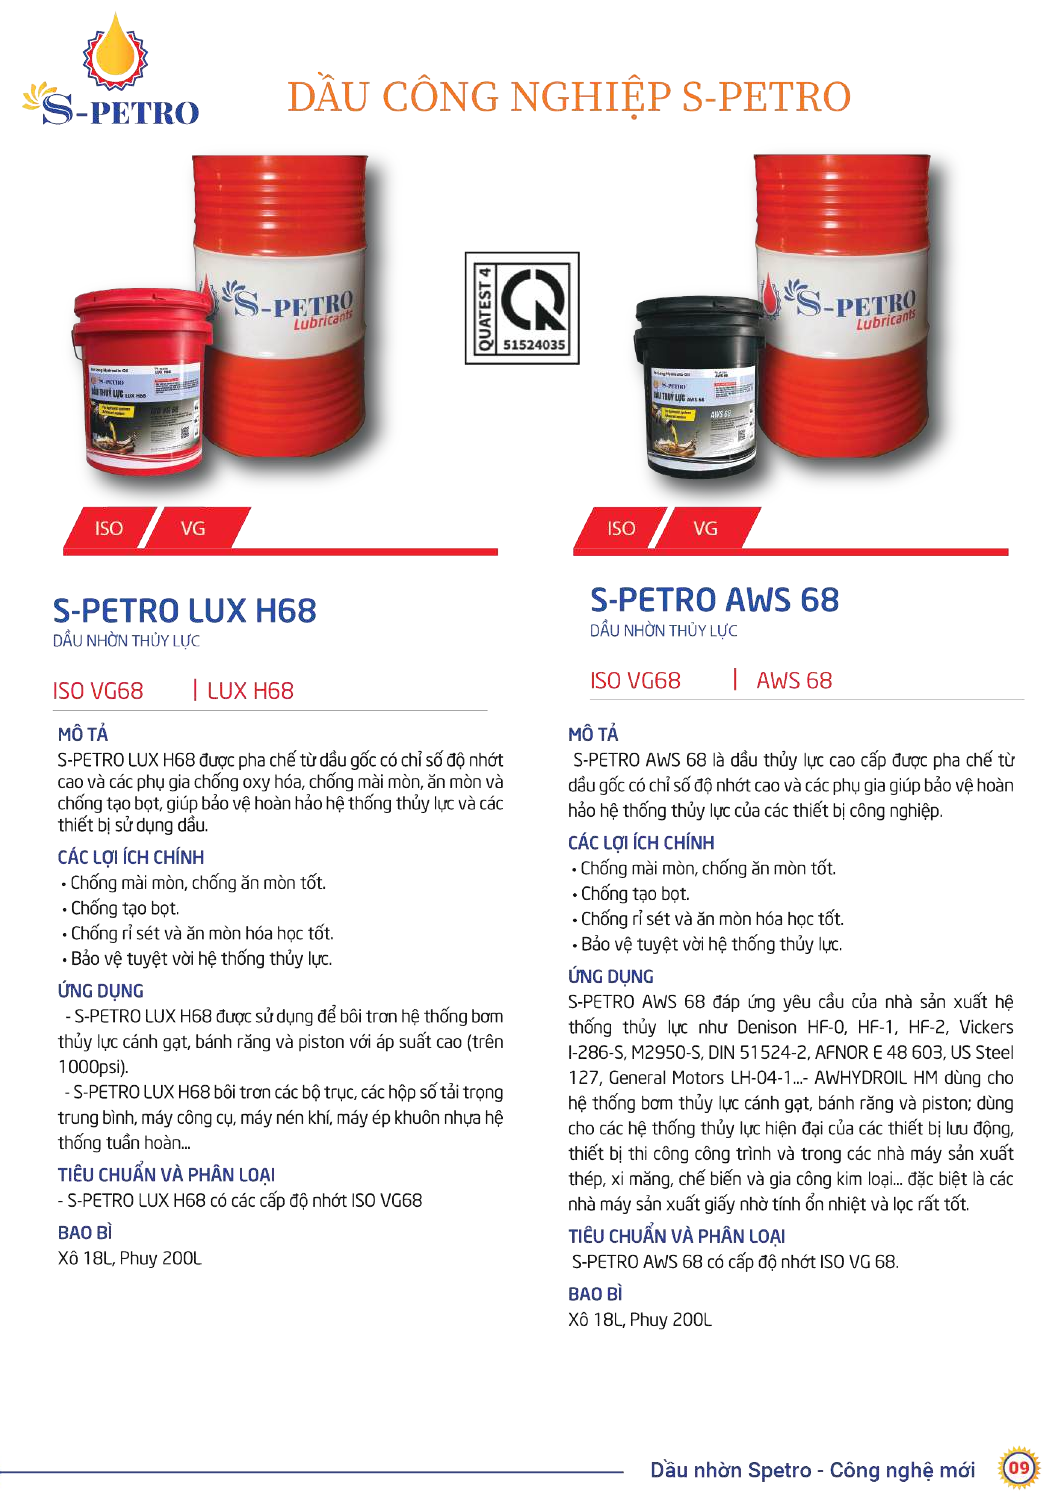 S-PETRO
DẦU CÔNG NGHIỆP S-PETRO
S-PETRO
Lubricants
S-PETRO
DẦU THUỶ LỰC LUX H68
QUATEST 4
51524035
S-PETRO
Lubricants
S-PETRO
DẦU THUỶ LỰC AWS 68
AWS 68
ISO VG
ISO VG
S-PETRO LUX H68
DẦU NHỜN THỦY LỰC
ISO VG68 | LUX H68
MÔ TẢ
S-PETRO LUX H68 được pha chế từ dầu gốc có chỉ số độ nhớt
cao và các phụ gia chống oxy hóa, chống mài mòn, ăn mòn và
chống tạo bọt, giúp bảo vệ hoàn hảo hệ thống thủy lực và các
thiết bị sử dụng dầu.
CÁC LỢI ÍCH CHÍNH
• Chống mài mòn, chống ăn mòn tốt.
• Chống tạo bọt.
• Chống rỉ sét và ăn mòn hóa học tốt.
• Bảo vệ tuyệt vời hệ thống thủy lực.
ỨNG DỤNG
- S-PETRO LUX H68 được sử dụng để bôi trơn hệ thống bơm
thủy lực cánh gạt, bánh răng và piston với áp suất cao (trên
1000psi).
- S-PETRO LUX H68 bôi trơn các bộ trục, các hộp số tải trọng
trung bình, máy công cụ, máy nén khí, máy ép khuôn nhựa hệ
thống tuần hoàn...
TIÊU CHUẨN VÀ PHÂN LOẠI
- S-PETRO LUX H68 có các cấp độ nhớt ISO VG68
BAO BÌ
Xô 18L, Phuy 200L
S-PETRO AWS 68
DẦU NHỜN THỦY LỰC
ISO VG68 | AWS 68
MÔ TẢ
S-PETRO AWS 68 là dầu thủy lực cao cấp được pha chế từ
dầu gốc có chỉ số độ nhớt cao và các phụ gia giúp bảo vệ hoàn
hảo hệ thống thủy lực của các thiết bị công nghiệp.
CÁC LỢI ÍCH CHÍNH
• Chống mài mòn, chống ăn mòn tốt.
• Chống tạo bọt.
• Chống rỉ sét và ăn mòn hóa học tốt.
• Bảo vệ tuyệt vời hệ thống thủy lực.
ỨNG DỤNG
S-PETRO AWS 68 đáp ứng yêu cầu của nhà sản xuất hệ
thống thủy lực như Denison HF-0, HF-1, HF-2, Vickers
I-286-S, M2950-S, DIN 51524-2, AFNOR E 48 603, US Steel
127, General Motors LH-04-1...- AWHYDROIL HM dùng cho
hệ thống bơm thủy lực cánh gạt, bánh răng và piston; dùng
cho các hệ thống thủy lực hiện đại của các thiết bị lưu động,
thiết bị thi công công trình và trong các nhà máy sản xuất
thép, xi măng, chế biến và gia công kim loại... đặc biệt là các
nhà máy sản xuất giấy nhờ tính ổn nhiệt và lọc rất tốt.
TIÊU CHUẨN VÀ PHÂN LOẠI
S-PETRO AWS 68 có cấp độ nhớt ISO VG 68.
BAO BÌ
Xô 18L, Phuy 200L
Dầu nhờn Spetro - Công nghệ mới 09